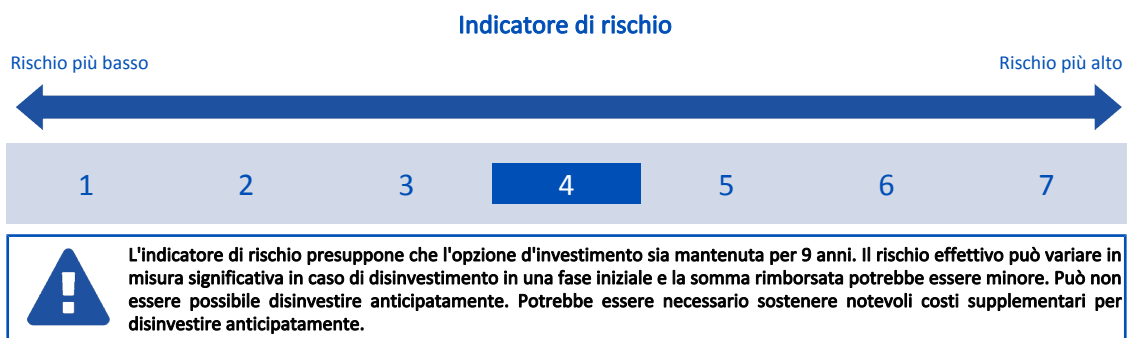 Indicatore di rischio
Rischio più basso
Rischio più alto
1 2 3 4 5 6 7
L'indicatore di rischio presuppone che l'opzione d'investimento sia mantenuta per 9 anni. Il rischio effettivo può variare in
misura significativa in caso di disinvestimento in una fase iniziale e la somma rimborsata potrebbe essere minore. Può non
essere possibile disinvestire anticipatamente. Potrebbe essere necessario sostenere notevoli costi supplementari per
disinvestire anticipatamente.